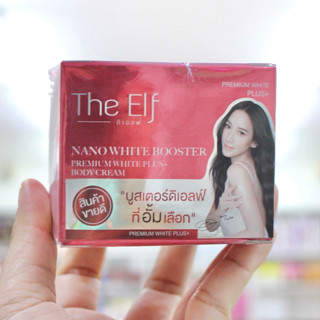 PREMIUM WHITE
PLUS+
The Elf
ดิเอลฟ์
NANO WHITE BOOSTER
PREMIUM WHITE PLUS+
BODY CREAM
สินค้า
ขายดี
"บูสเตอร์ดิเอลฟ์
ที่อั้มเลือก"
PREMIUM WHITE PLUS+